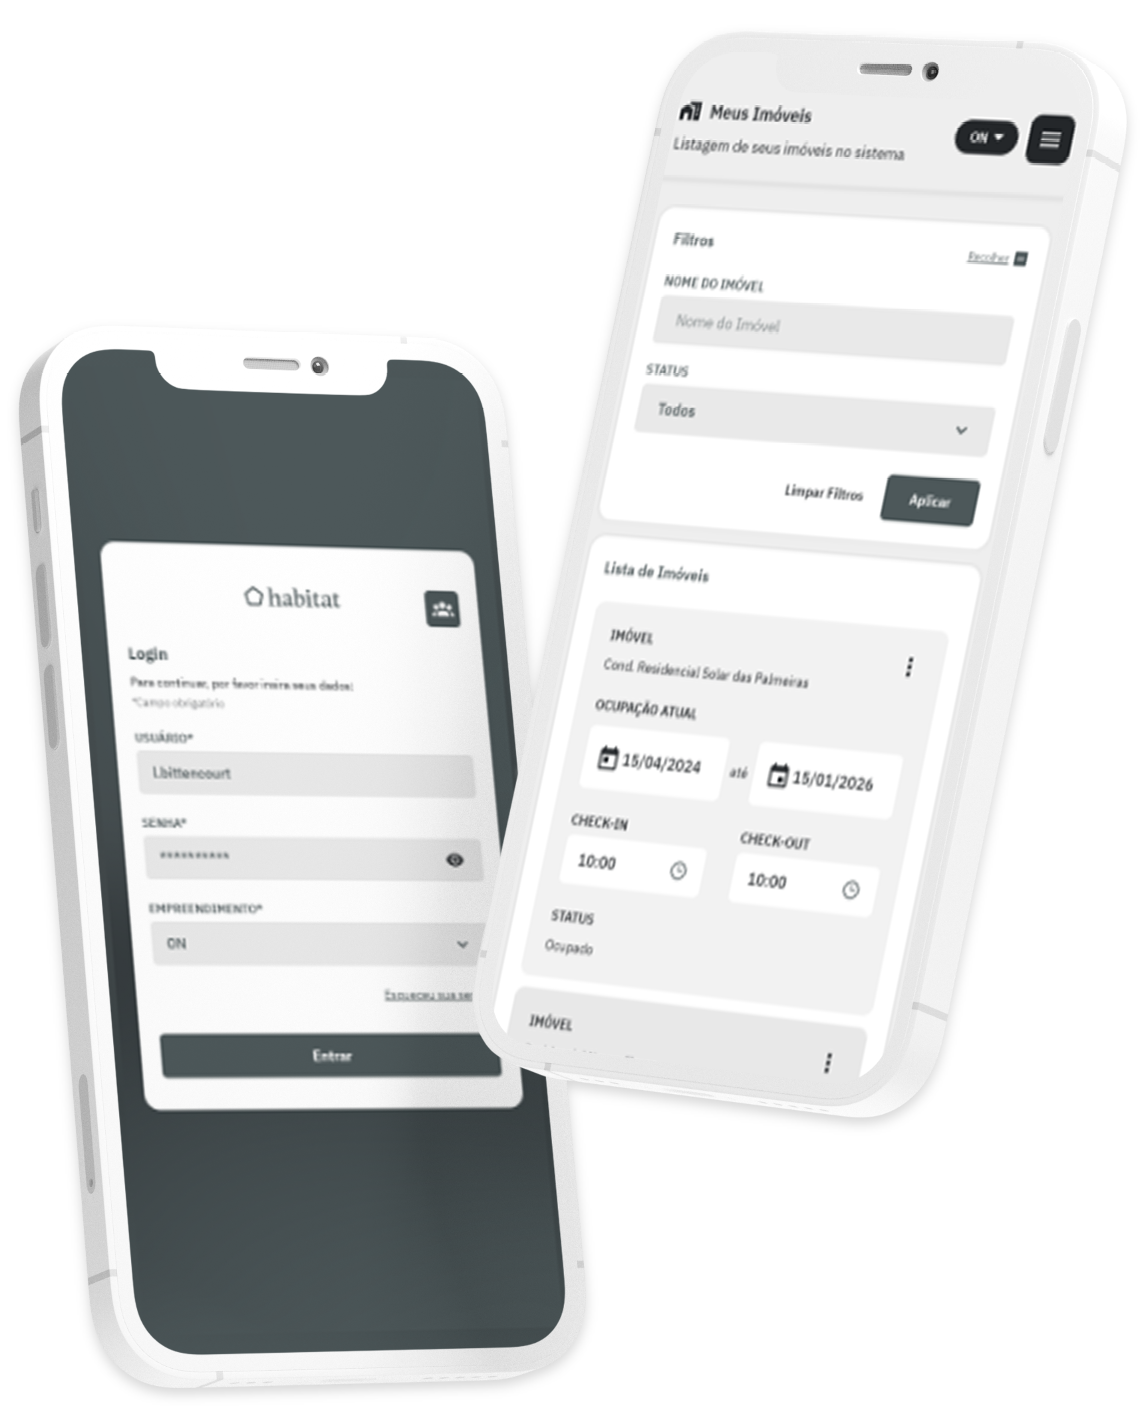 habitat
Login
Para continuar, por favor insira seus dados!
*Campo obrigatório
USUÁRIO*
Lbittencourt
SENHA*
**********
EMPREENDIMENTO*
ON
Esqueceu sua
Entrar
Meus Imóveis
Listagem de seus imóveis no sistema
ON
Filtros
Recolher
NOME DO IMÓVEL
Nome do Imóvel
STATUS
Todos
Limpar Filtros
Aplicar
Lista de Imóveis
IMÓVEL
Cond. Residencial Solar das Palmeiras
OCUPAÇÃO ATUAL
15/04/2024 até 15/01/2026
CHECK-IN CHECK-OUT
10:00 10:00
STATUS
Ocupado
IMÓVEL